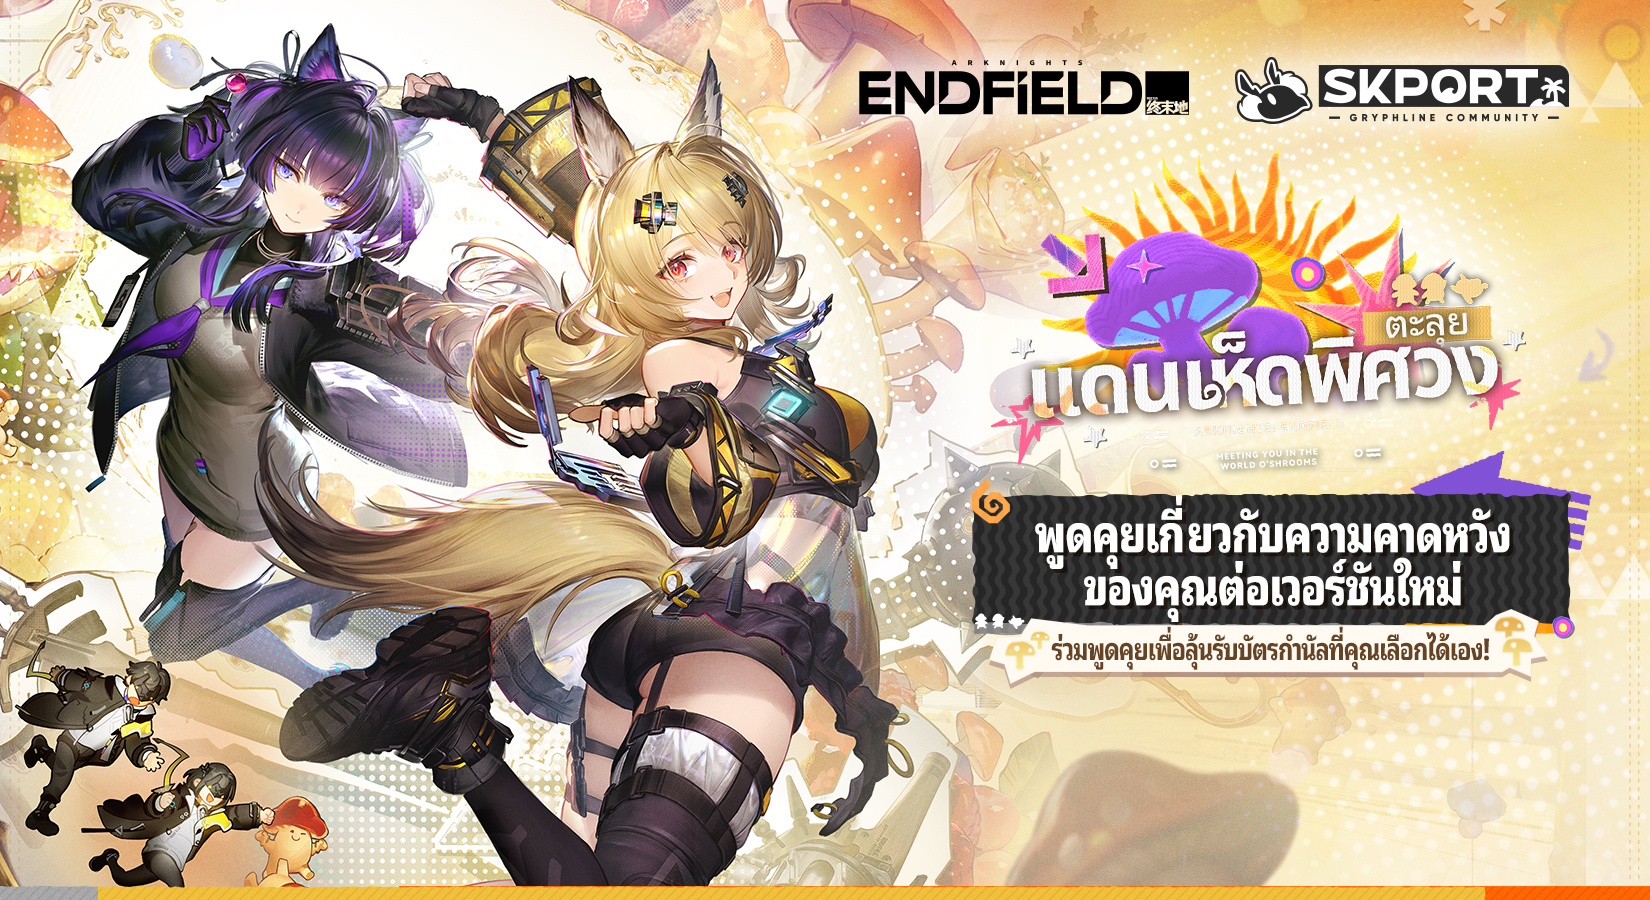 ARKNIGHTS
ENDFIELD
终末地
SKPORT
GRYPHLINE COMMUNITY
ตะลุย
แดนเห็ดพิศวง
MEETING YOU IN THE
WORLD O'SHROOMS
พูดคุยเกี่ยวกับความคาดหวัง
ของคุณต่อเวอร์ชันใหม่
ร่วมพูดคุยเพื่อลุ้นรับบัตรกำนัลที่คุณเลือกได้เอง!